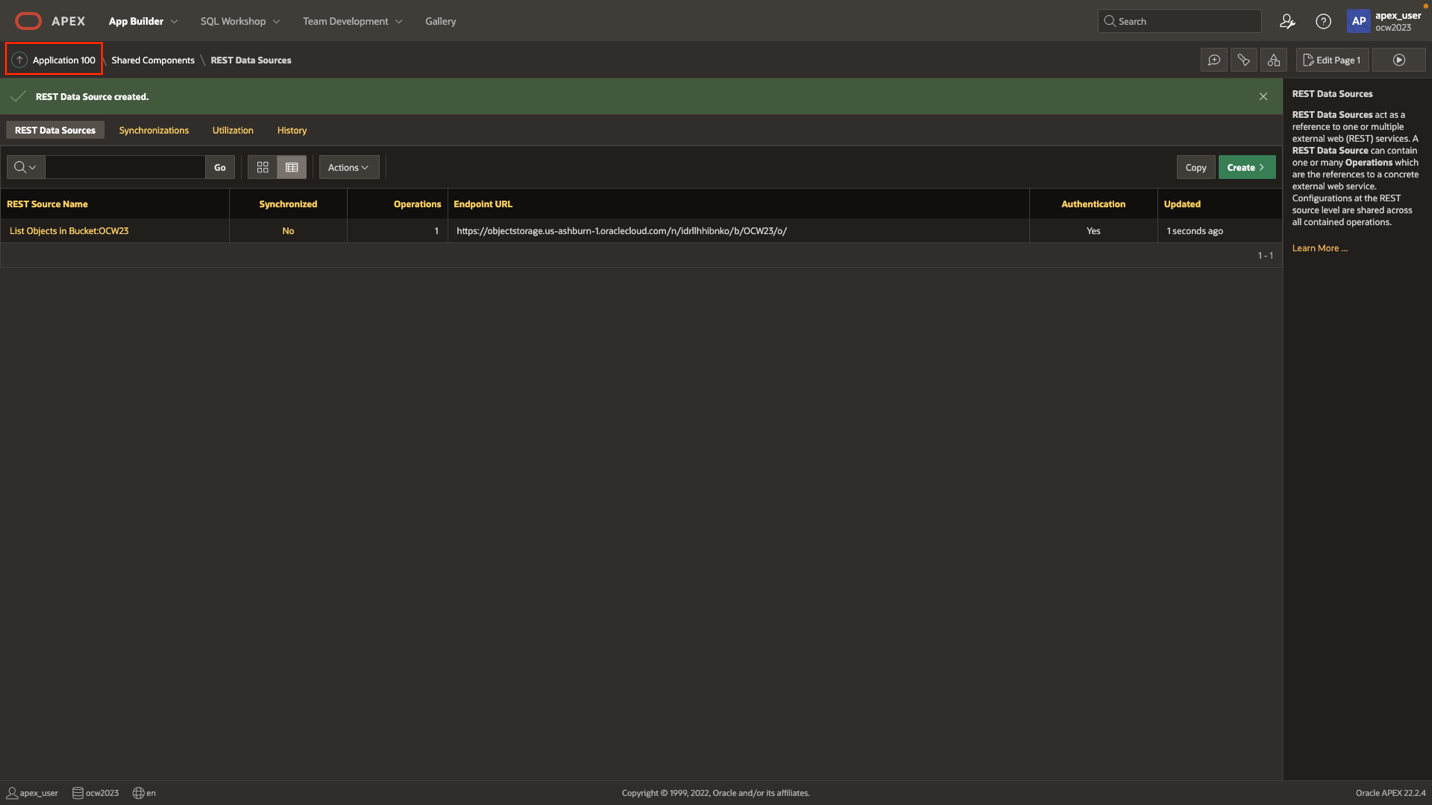 APEX App Builder SQL Workshop Team Development Gallery Search AP apex_user
ocw2023
Application 100 \ Shared Components \ REST Data Sources Edit Page 1
REST Data Source created.
REST Data Sources Synchronizations Utilization History
Go Actions Copy Create
REST Source Name Synchronized Operations Endpoint URL Authentication Updated
List Objects in Bucket:OCW23 No 1 https://objectstorage.us-ashburn-1.oraclecloud.com/n/idrllhhibnko/b/OCW23/o/ Yes 1 seconds ago
1 - 1
REST Data Sources
REST Data Sources act as a
reference to one or multiple
external web (REST) services. A
REST Data Source can contain
one or many Operations which
are the references to a concrete
external web service.
Configurations at the REST
source level are shared across
all contained operations.
Learn More ...
apex_user ocw2023 en Copyright © 1999, 2022, Oracle and/or its affiliates. Oracle APEX 22.2.4